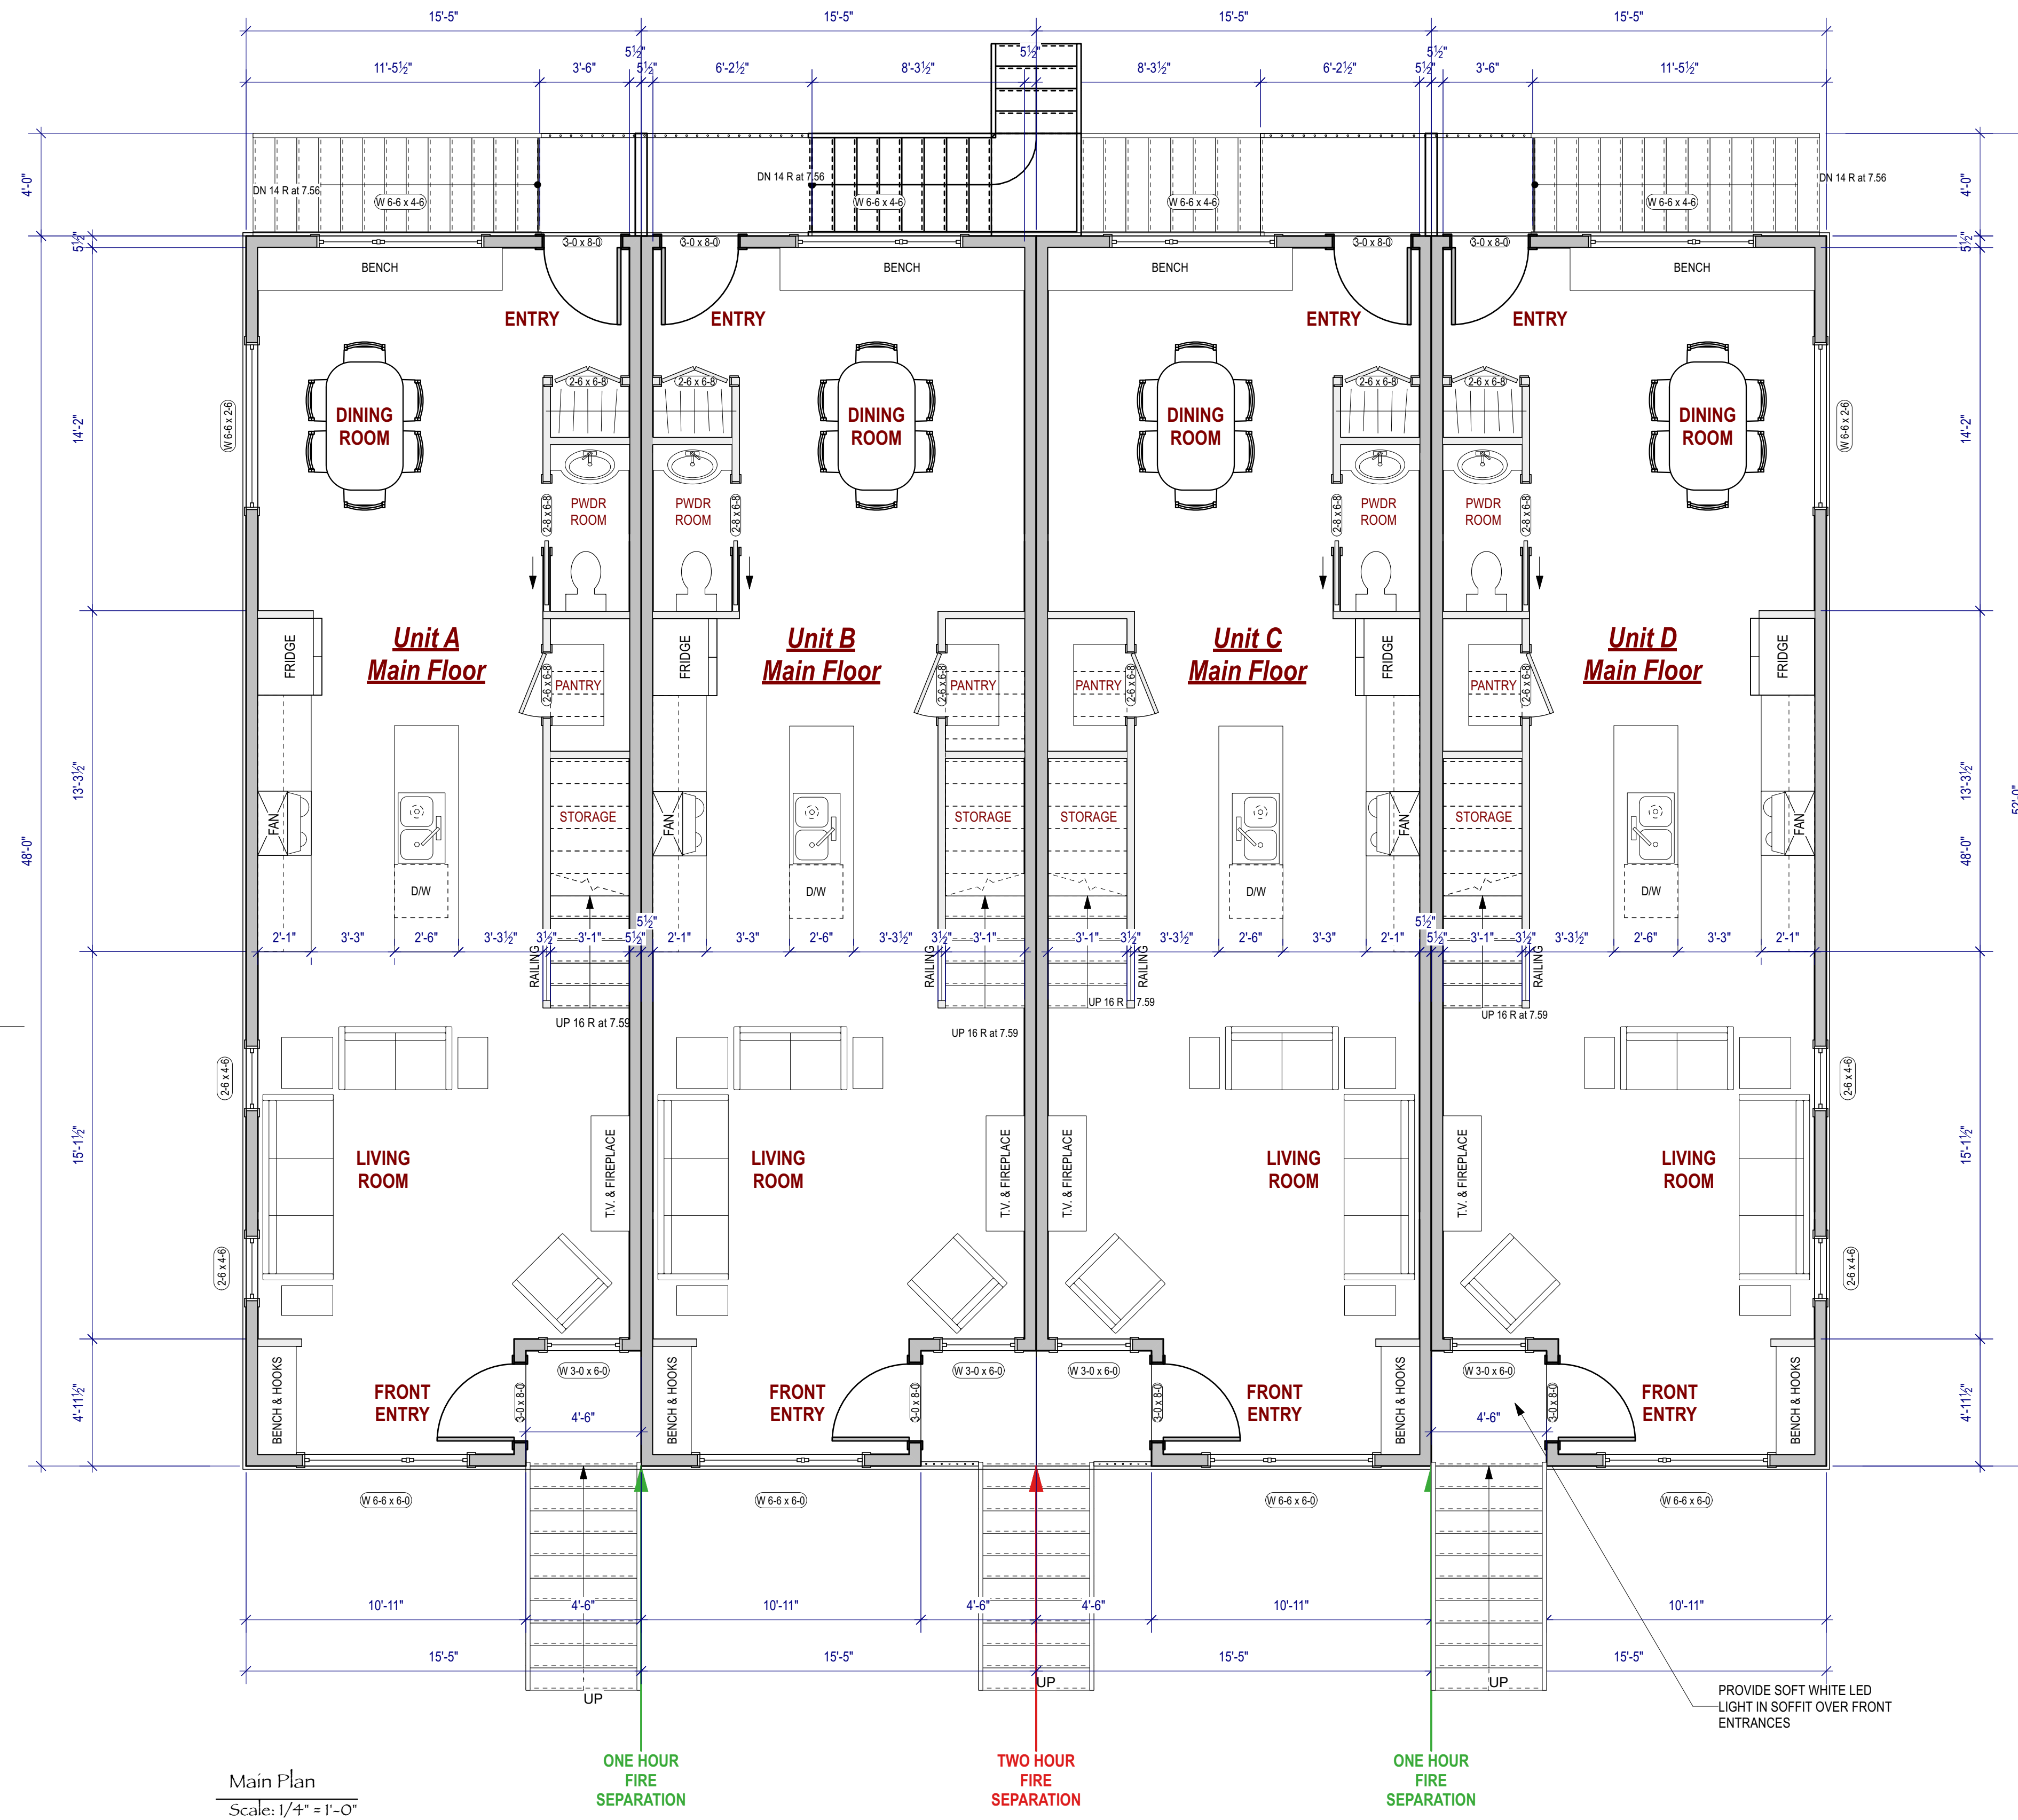 15'-5" 15'-5" 15'-5" 15'-5"
5½" 5½" 5½"
11'-5½" 3'-6" 5½" 6'-2½" 8'-3½" 8'-3½" 6'-2½" 5½" 3'-6" 11'-5½"
4'-0" 4'-0"
DN 14 R at 7.56 DN 14 R at 7.56 DN 14 R at 7.56
W 6-6 x 4-6 W 6-6 x 4-6 W 6-6 x 4-6 W 6-6 x 4-6
5½" 3-0 x 8-0 3-0 x 8-0 3-0 x 8-0 3-0 x 8-0 5½"
BENCH BENCH BENCH BENCH
ENTRY ENTRY ENTRY ENTRY
2-6 x 6-8 2-6 x 6-8 2-6 x 6-8 2-6 x 6-8
14'-2" W 6-6 x 2-6 W 6-6 x 2-6 14'-2"
DINING DINING DINING DINING
ROOM ROOM ROOM ROOM
2-8 x 6-8 2-8 x 6-8 2-8 x 6-8 2-8 x 6-8
PWDR PWDR PWDR PWDR
ROOM ROOM ROOM ROOM
Unit A Unit B Unit C Unit D
Main Floor Main Floor Main Floor Main Floor
FRIDGE FRIDGE FRIDGE FRIDGE
2-6 x 6-8 2-6 x 6-8 2-6 x 6-8 2-6 x 6-8
PANTRY PANTRY PANTRY PANTRY
13'-3½" 13'-3½"
52'-0"
FAN FAN FAN FAN
STORAGE STORAGE STORAGE STORAGE
48'-0" 48'-0"
D/W D/W D/W D/W
5½" 5½"
2'-1" 3'-3" 2'-6" 3'-3½" 3½" 3'-1" 5½" 2'-1" 3'-3" 2'-6" 3'-3½" 3½" 3'-1" 3'-1" 3½" 3'-3½" 2'-6" 3'-3" 2'-1" 5½" 3'-1" 3½" 3'-3½" 2'-6" 3'-3" 2'-1"
RAILING RAILING RAILING RAILING
UP 16 R at 7.59 UP 16 R at 7.59 UP 16 R 7.59 UP 16 R at 7.59
2-6 x 4-6 2-6 x 4-6
15'-1½" 15'-1½"
LIVING LIVING LIVING LIVING
ROOM ROOM ROOM ROOM
T.V. & FIREPLACE T.V. & FIREPLACE T.V. & FIREPLACE T.V. & FIREPLACE
2-6 x 4-6 2-6 x 4-6
W 3-0 x 6-0 W 3-0 x 6-0 W 3-0 x 6-0 W 3-0 x 6-0
4'-11½" 4'-11½"
BENCH & HOOKS BENCH & HOOKS BENCH & HOOKS BENCH & HOOKS
FRONT FRONT FRONT FRONT
ENTRY ENTRY ENTRY ENTRY
3-0 x 8-0 3-0 x 8-0 3-0 x 8-0 3-0 x 8-0
4'-6" 4'-6"
W 6-6 x 6-0 W 6-6 x 6-0 W 6-6 x 6-0 W 6-6 x 6-0
10'-11" 4'-6" 10'-11" 4'-6" 4'-6" 10'-11" 10'-11"
15'-5" 15'-5" 15'-5" 15'-5"
UP UP UP
PROVIDE SOFT WHITE LED
LIGHT IN SOFFIT OVER FRONT
ENTRANCES
ONE HOUR TWO HOUR ONE HOUR
FIRE FIRE FIRE
SEPARATION SEPARATION SEPARATION
Main Plan
Scale: 1/4" = 1'-0"